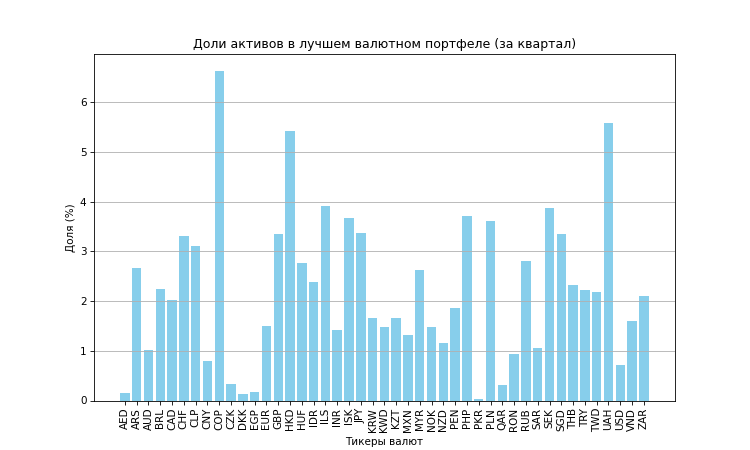 Доли активов в лучшем валютном портфеле (за квартал)
Доля (%)
6
5
4
3
2
1
0
AED ARS AUD BRL CAD CHF CLP CNY COP CZK DKK EGP EUR GBP HKD HUF IDR ILS INR ISK JPY KRW KWD KZT MXN MYR NOK NZD PEN PHP PKR PLN QAR RON RUB SAR SEK SGD THB TRY TWD UAH USD VND ZAR
Тикеры валют